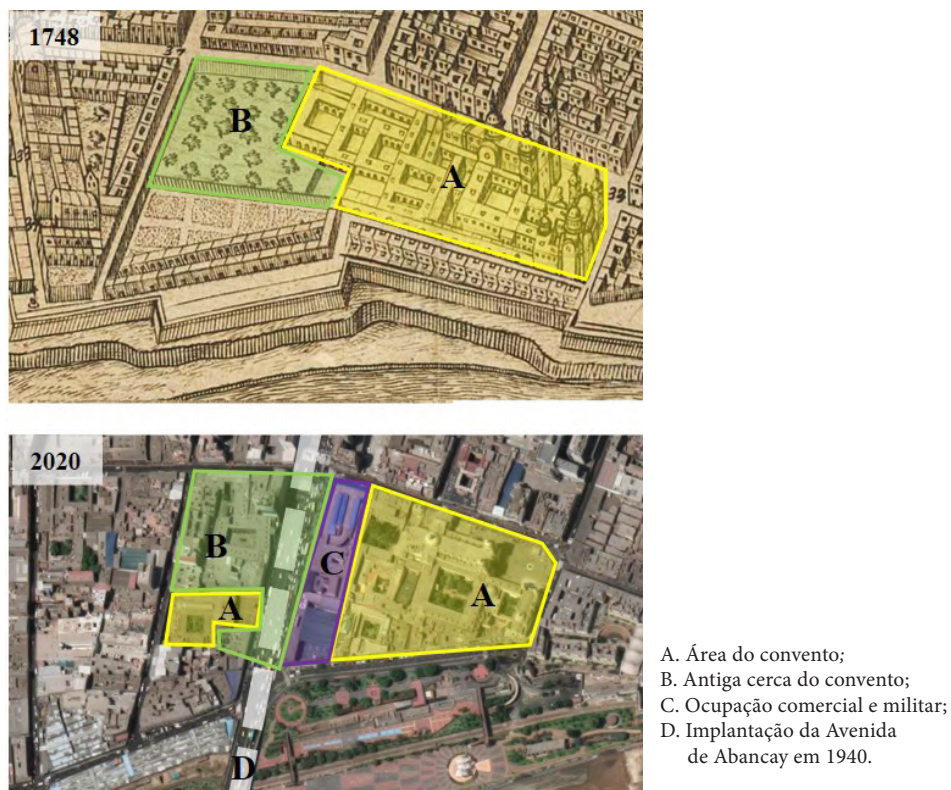 1748
B
A
2020
B
C
A
A
D
A. Área do convento;
B. Antiga cerca do convento;
C. Ocupação comercial e militar;
D. Implantação da Avenida
de Abancay em 1940.